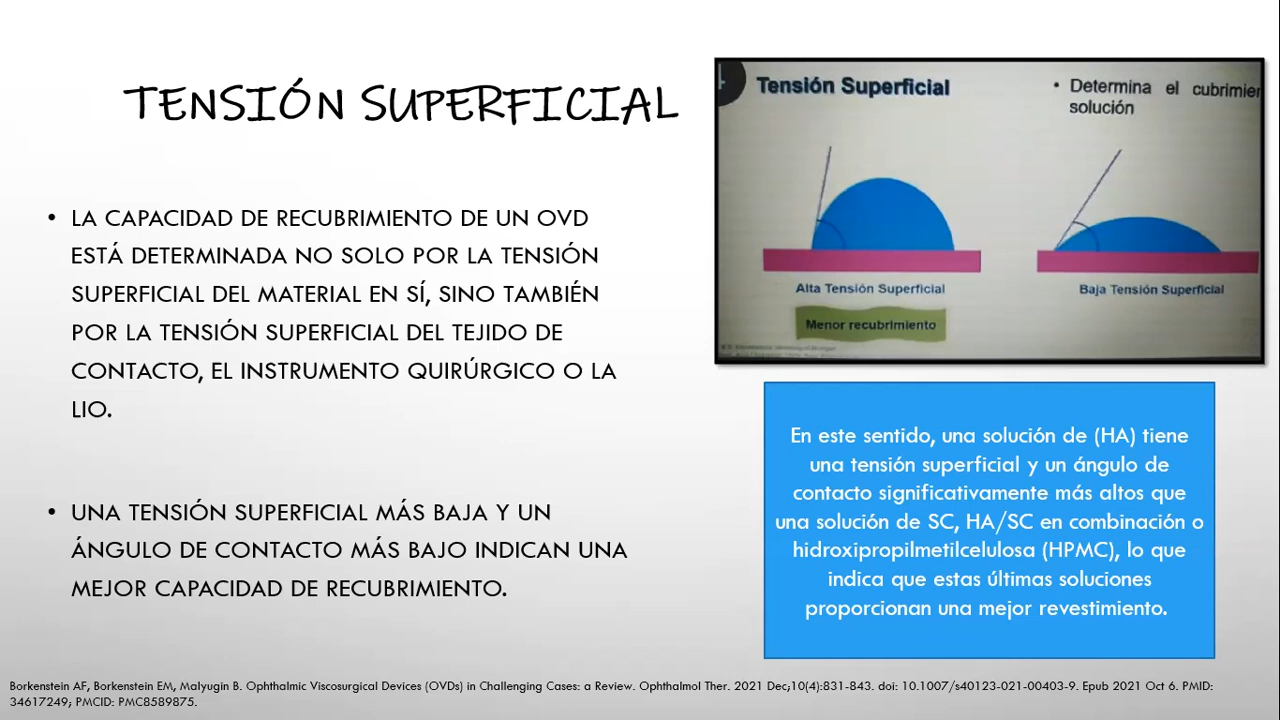 TENSIÓN SUPERFICIAL
• LA CAPACIDAD DE RECUBRIMIENTO DE UN OVD
ESTÁ DETERMINADA NO SOLO POR LA TENSIÓN
SUPERFICIAL DEL MATERIAL EN SÍ, SINO TAMBIÉN
POR LA TENSIÓN SUPERFICIAL DEL TEJIDO DE
CONTACTO, EL INSTRUMENTO QUIRÚRGICO O LA
LIO.
• UNA TENSIÓN SUPERFICIAL MÁS BAJA Y UN
ÁNGULO DE CONTACTO MÁS BAJO INDICAN UNA
MEJOR CAPACIDAD DE RECUBRIMIENTO.
Tensión Superficial
• Determina el cubrimien
solución
Alta Tensión Superficial
Baja Tensión Superficial
Menor recubrimiento
En este sentido, una solución de (HA) tiene
una tensión superficial y un ángulo de
contacto significativamente más altos que
una solución de SC, HA/SC en combinación o
hidroxipropilmetilcelulosa (HPMC), lo que
indica que estas últimas soluciones
proporcionan una mejor revestimiento.
Borkenstein AF, Borkenstein EM, Malyugin B. Ophthalmic Viscosurgical Devices (OVDs) in Challenging Cases: a Review. Ophthalmol Ther. 2021 Dec;10(4):831-843. doi: 10.1007/s40123-021-00403-9. Epub 2021 Oct 6. PMID:
34617249; PMCID: PMC8589875.